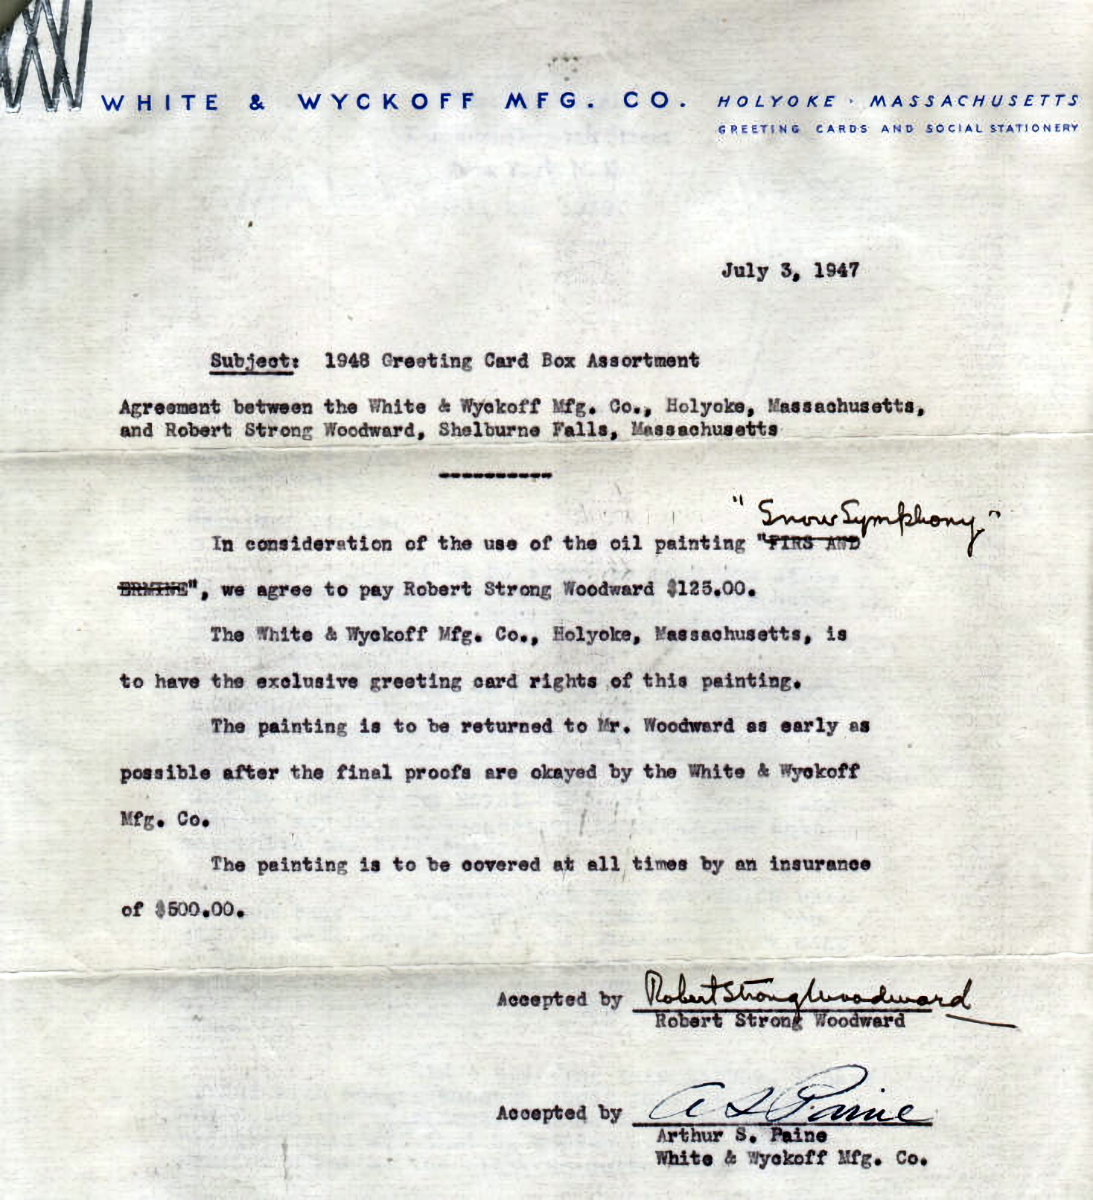 WHITE & WYCKOFF MFG. CO. HOLYOKE · MASSACHUSETTS
GREETING CARDS AND SOCIAL STATIONERY
July 3, 1947
Subject: 1948 Greeting Card Box Assortment
Agreement between the White & Wyckoff Mfg. Co., Holyoke, Massachusetts,
and Robert Strong Woodward, Shelburne Falls, Massachusetts
----------
"Snow Symphony"
In consideration of the use of the oil painting "FIRS AND
ERMINE", we agree to pay Robert Strong Woodward $125.00.
The White & Wyckoff Mfg. Co., Holyoke, Massachusetts, is
to have the exclusive greeting card rights of this painting.
The painting is to be returned to Mr. Woodward as early as
possible after the final proofs are okayed by the White & Wyckoff
Mfg. Co.
The painting is to be covered at all times by an insurance
of $500.00.
Accepted by Robert Strong Woodward
Robert Strong Woodward
Accepted by A S Paine
Arthur S. Paine
White & Wyckoff Mfg. Co.